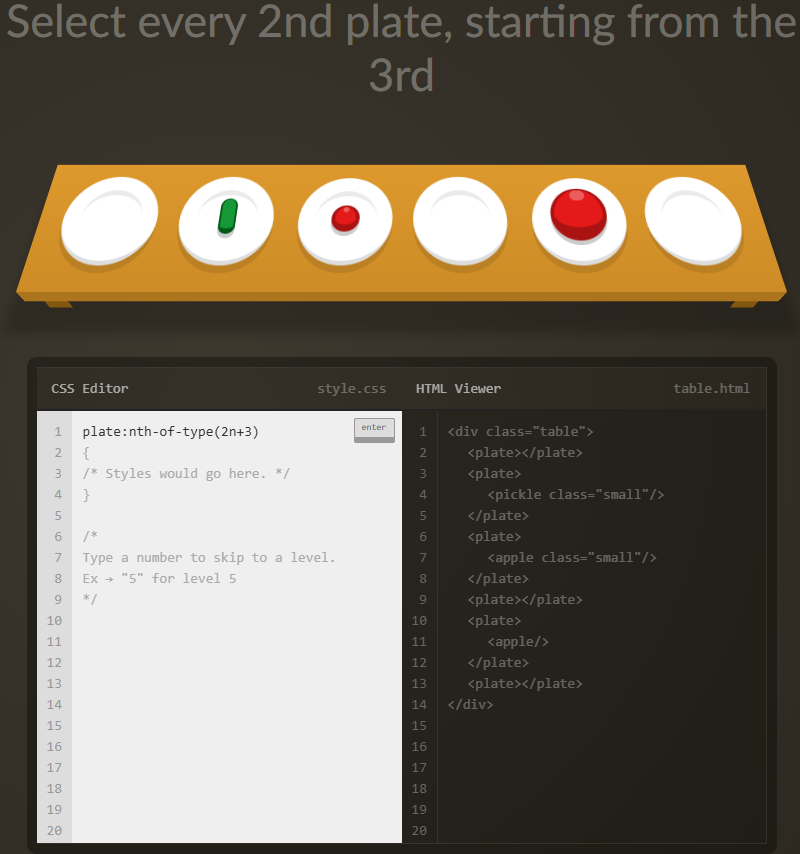 Select every 2nd plate, starting from the
3rd
CSS Editor style.css
HTML Viewer table.html
1 plate:nth-of-type(2n+3) enter
2 {
3 /* Styles would go here. */
4 }
5
6 /*
7 Type a number to skip to a level.
8 Ex → "5" for level 5
9 */
10
11
12
13
14
15
16
17
18
19
20
1 <div class="table">
2 <plate></plate>
3 <plate>
4 <pickle class="small"/>
5 </plate>
6 <plate>
7 <apple class="small"/>
8 </plate>
9 <plate></plate>
10 <plate>
11 <apple/>
12 </plate>
13 <plate></plate>
14 </div>
15
16
17
18
19
20